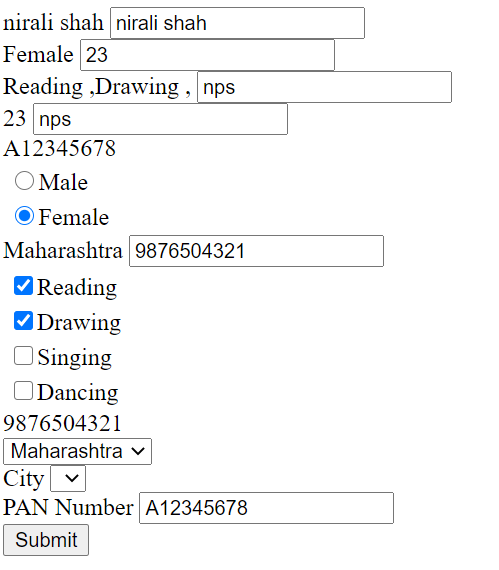 nirali shah nirali shah
Female 23
Reading ,Drawing , nps
23 nps
A12345678
Male
Female
Maharashtra 9876504321
Reading
Drawing
Singing
Dancing
9876504321
Maharashtra
City
PAN Number A12345678
Submit